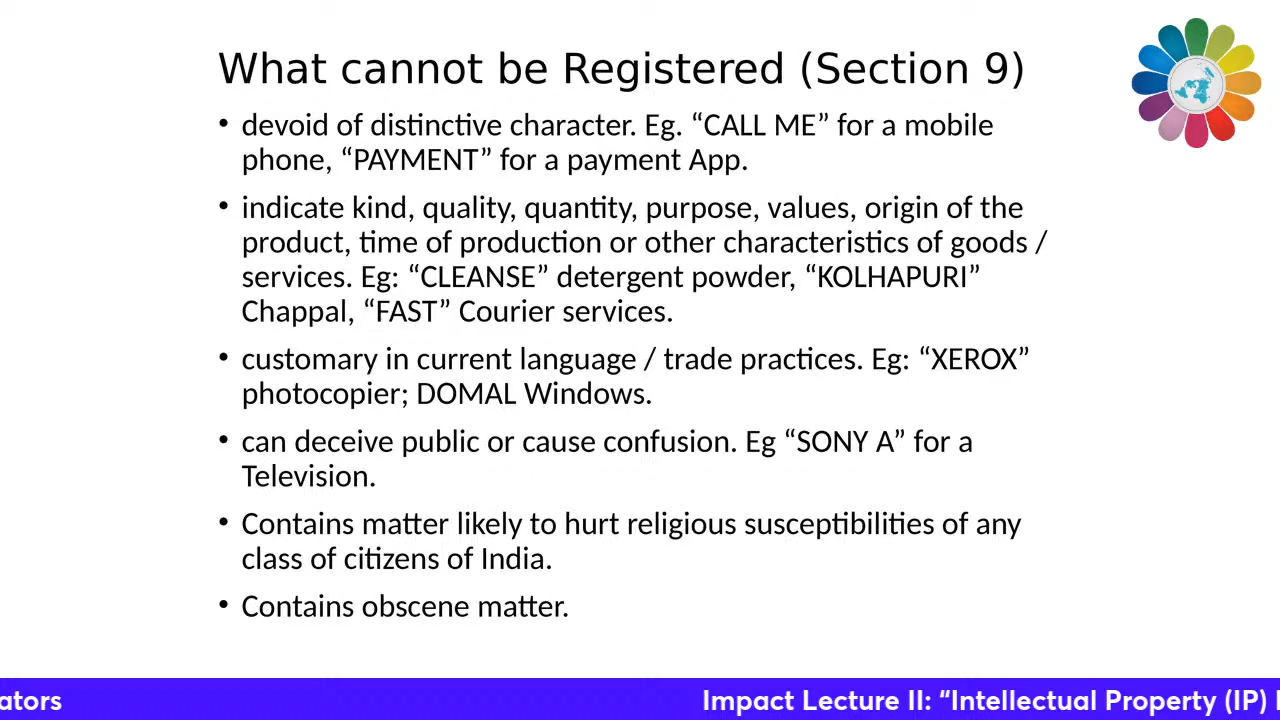 What cannot be Registered (Section 9)
• devoid of distinctive character. Eg. “CALL ME” for a mobile
phone, “PAYMENT” for a payment App.
• indicate kind, quality, quantity, purpose, values, origin of the
product, time of production or other characteristics of goods /
services. Eg: “CLEANSE” detergent powder, “KOLHAPURI”
Chappal, “FAST” Courier services.
• customary in current language / trade practices. Eg: “XEROX”
photocopier; DOMAL Windows.
• can deceive public or cause confusion. Eg “SONY A” for a
Television.
• Contains matter likely to hurt religious susceptibilities of any
class of citizens of India.
• Contains obscene matter.
ators Impact Lecture II: “Intellectual Property (IP)